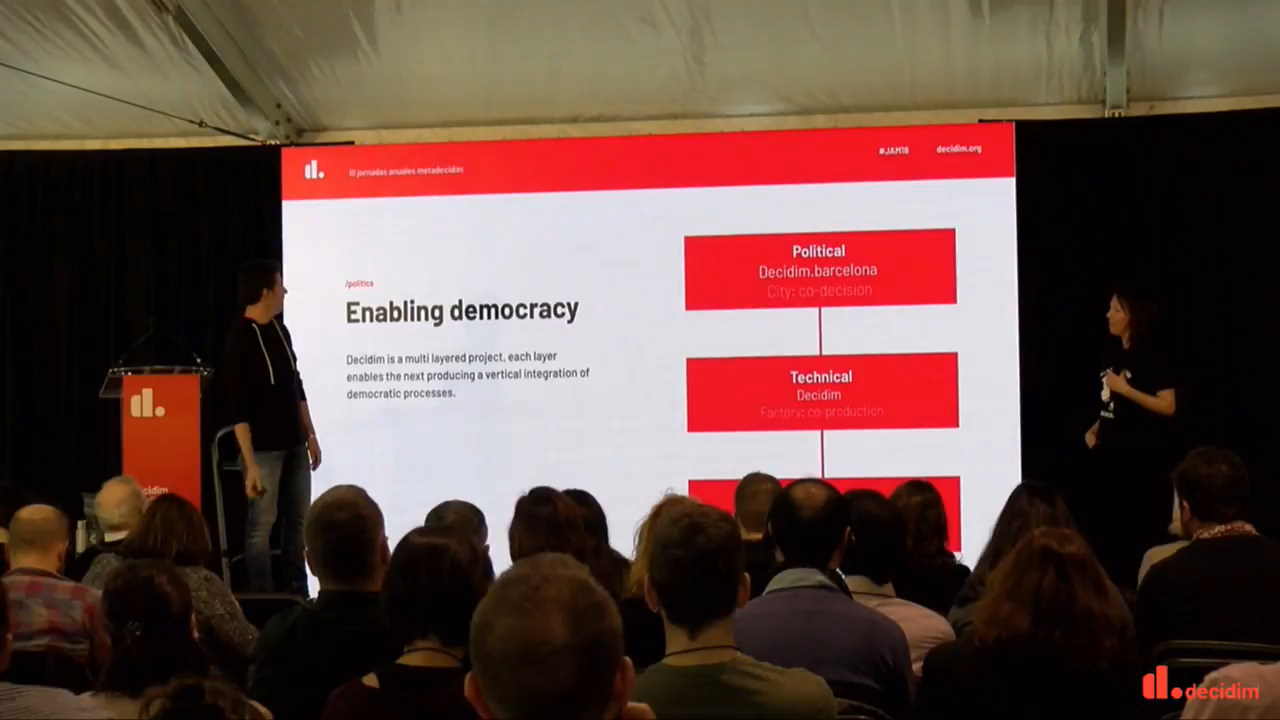 III jornadas anuales metadecidim
#JAM18
decidim.org
/politics
Enabling democracy
Decidim is a multi layered project, each layer
enables the next producing a vertical integration of
democratic processes.
Political
Decidim.barcelona
City: co-decision
Technical
Decidim
Factory: co-production
decidim